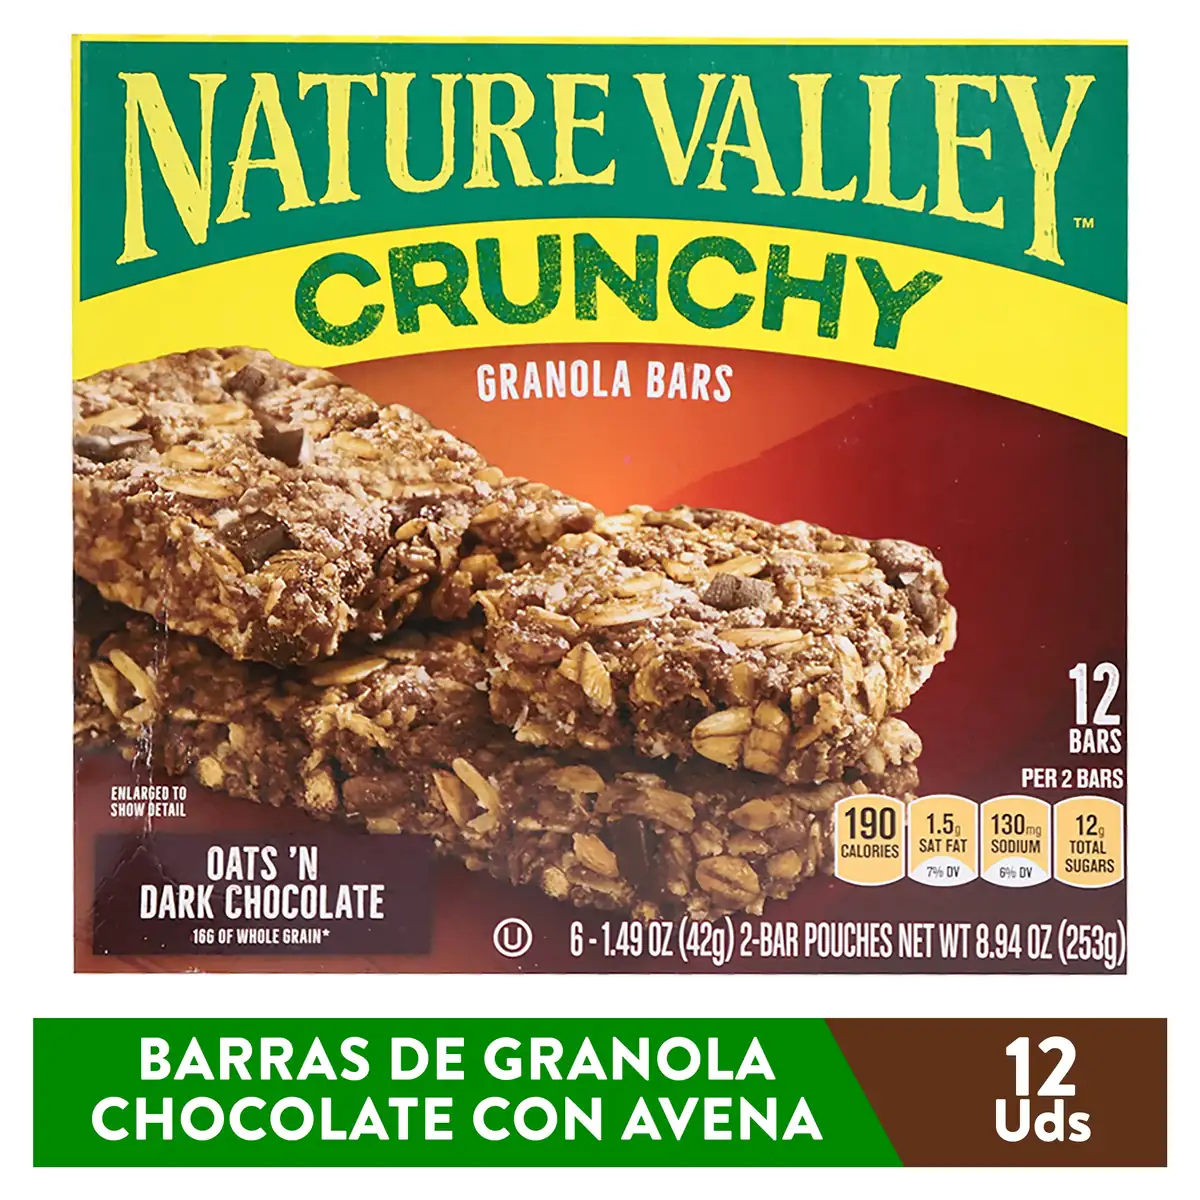 NATURE VALLEY™
CRUNCHY
GRANOLA BARS
12
BARS
PER 2 BARS
190
CALORIES
1.5g
SAT FAT
7% DV
130mg
SODIUM
6% DV
12g
TOTAL
SUGARS
ENLARGED TO
SHOW DETAIL
OATS 'N
DARK CHOCOLATE
16G OF WHOLE GRAIN*
U
6 - 1.49 OZ (42g) 2-BAR POUCHES NET WT 8.94 OZ (253g)
BARRAS DE GRANOLA
CHOCOLATE CON AVENA
12
Uds